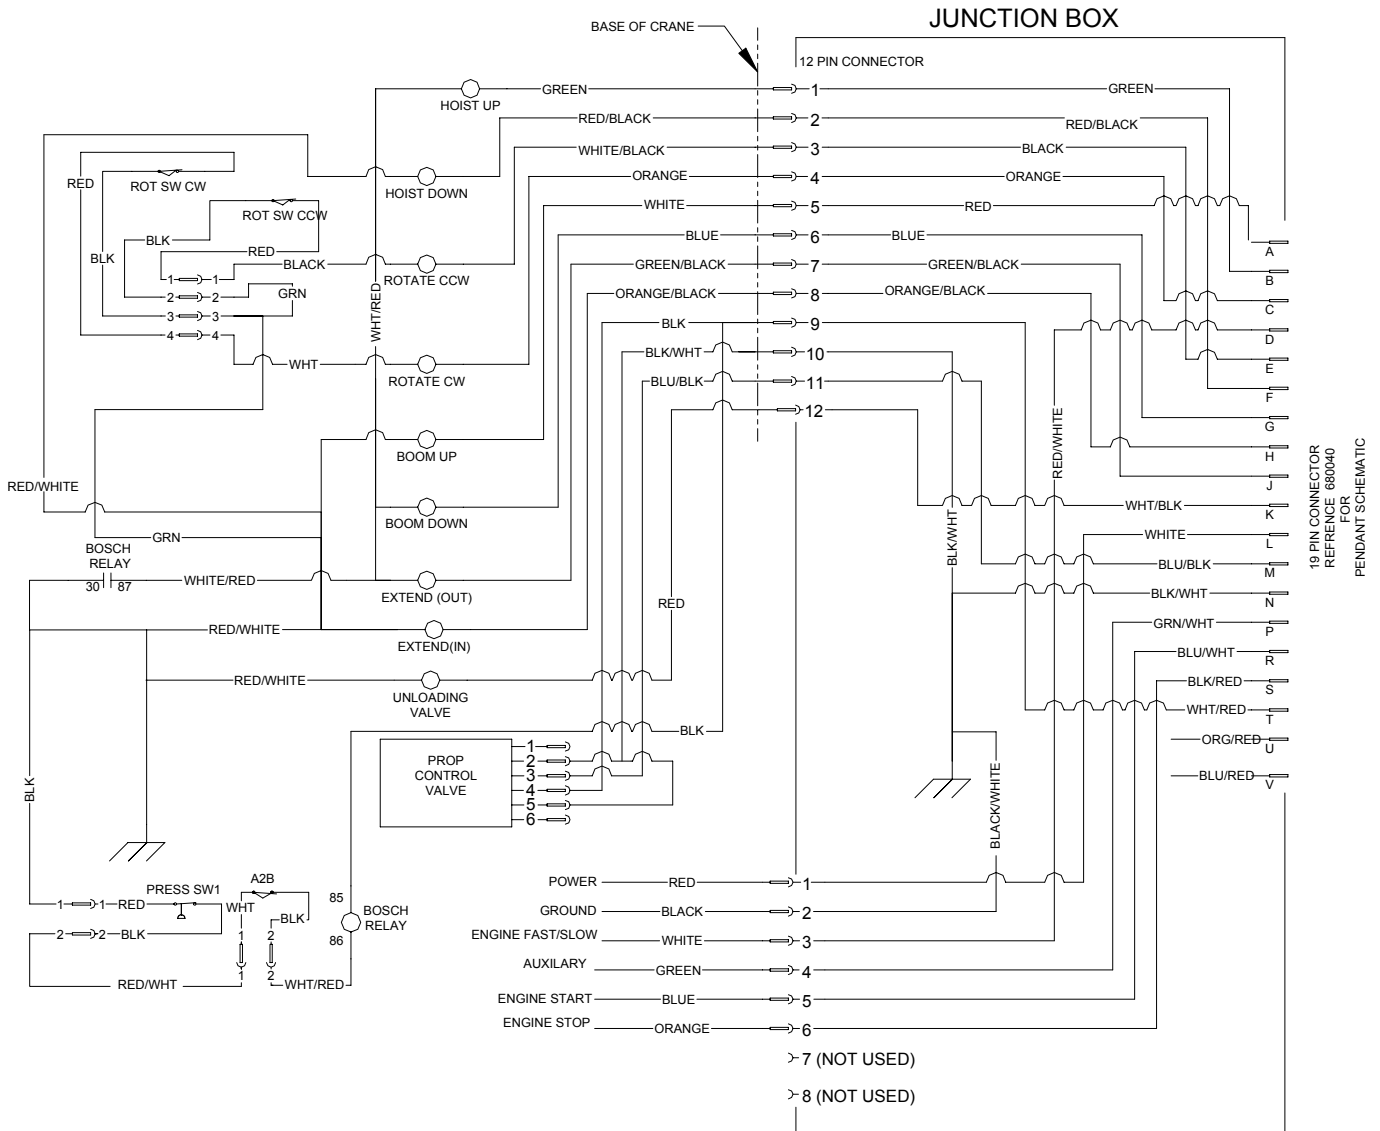 JUNCTION BOX
BASE OF CRANE
12 PIN CONNECTOR
GREEN 1 GREEN
HOIST UP
RED/BLACK 2 RED/BLACK
WHITE/BLACK 3 BLACK
RED ROT SW CW HOIST DOWN ORANGE 4 ORANGE
ROT SW CCW WHITE 5 RED
BLK BLUE 6 BLUE
A
BLK RED
BLACK ROTATE CCW GREEN/BLACK 7 GREEN/BLACK
B
1 1
2 2 GRN ORANGE/BLACK 8 ORANGE/BLACK
C
3 3 WHT/RED BLK 9
D
4 4
WHT ROTATE CW BLK/WHT 10
E
BLU/BLK 11
F
12
G
BOOM UP
H
RED/WHITE
RED/WHITE
J
19 PIN CONNECTOR
REFRENCE 680040
FOR
PENDANT SCHEMATIC
BOOM DOWN
WHT/BLK
K
GRN
BLK/WHT
WHITE
L
BOSCH
RELAY
30 87
WHITE/RED
EXTEND (OUT)
BLU/BLK
M
RED
BLK/WHT
N
RED/WHITE
EXTEND(IN)
GRN/WHT
P
BLU/WHT
R
RED/WHITE
UNLOADING
VALVE
BLK/RED
S
WHT/RED
T
BLK
ORG/RED
U
PROP
CONTROL
VALVE
1
2
3
4
5
6
BLU/RED
V
BLK
BLACK/WHITE
POWER RED 1
GROUND BLACK 2
ENGINE FAST/SLOW WHITE 3
AUXILARY GREEN 4
ENGINE START BLUE 5
ENGINE STOP ORANGE 6
7 (NOT USED)
8 (NOT USED)
PRESS SW1
A2B
85
1 1 RED
WHT
BLK
BOSCH
RELAY
2 2 BLK
1 2
86
1 2
RED/WHT
WHT/RED